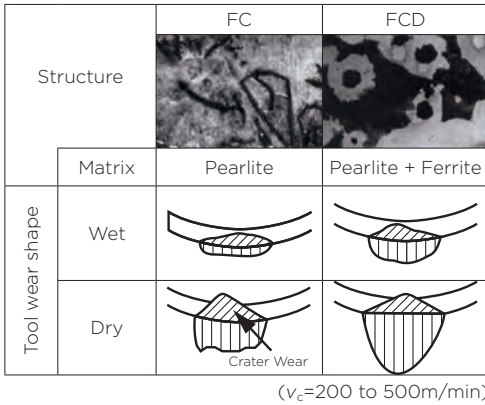 FC FCD
Structure
Matrix Pearlite Pearlite + Ferrite
Tool wear shape
Wet
Dry
Crater Wear
(vc=200 to 500m/min)